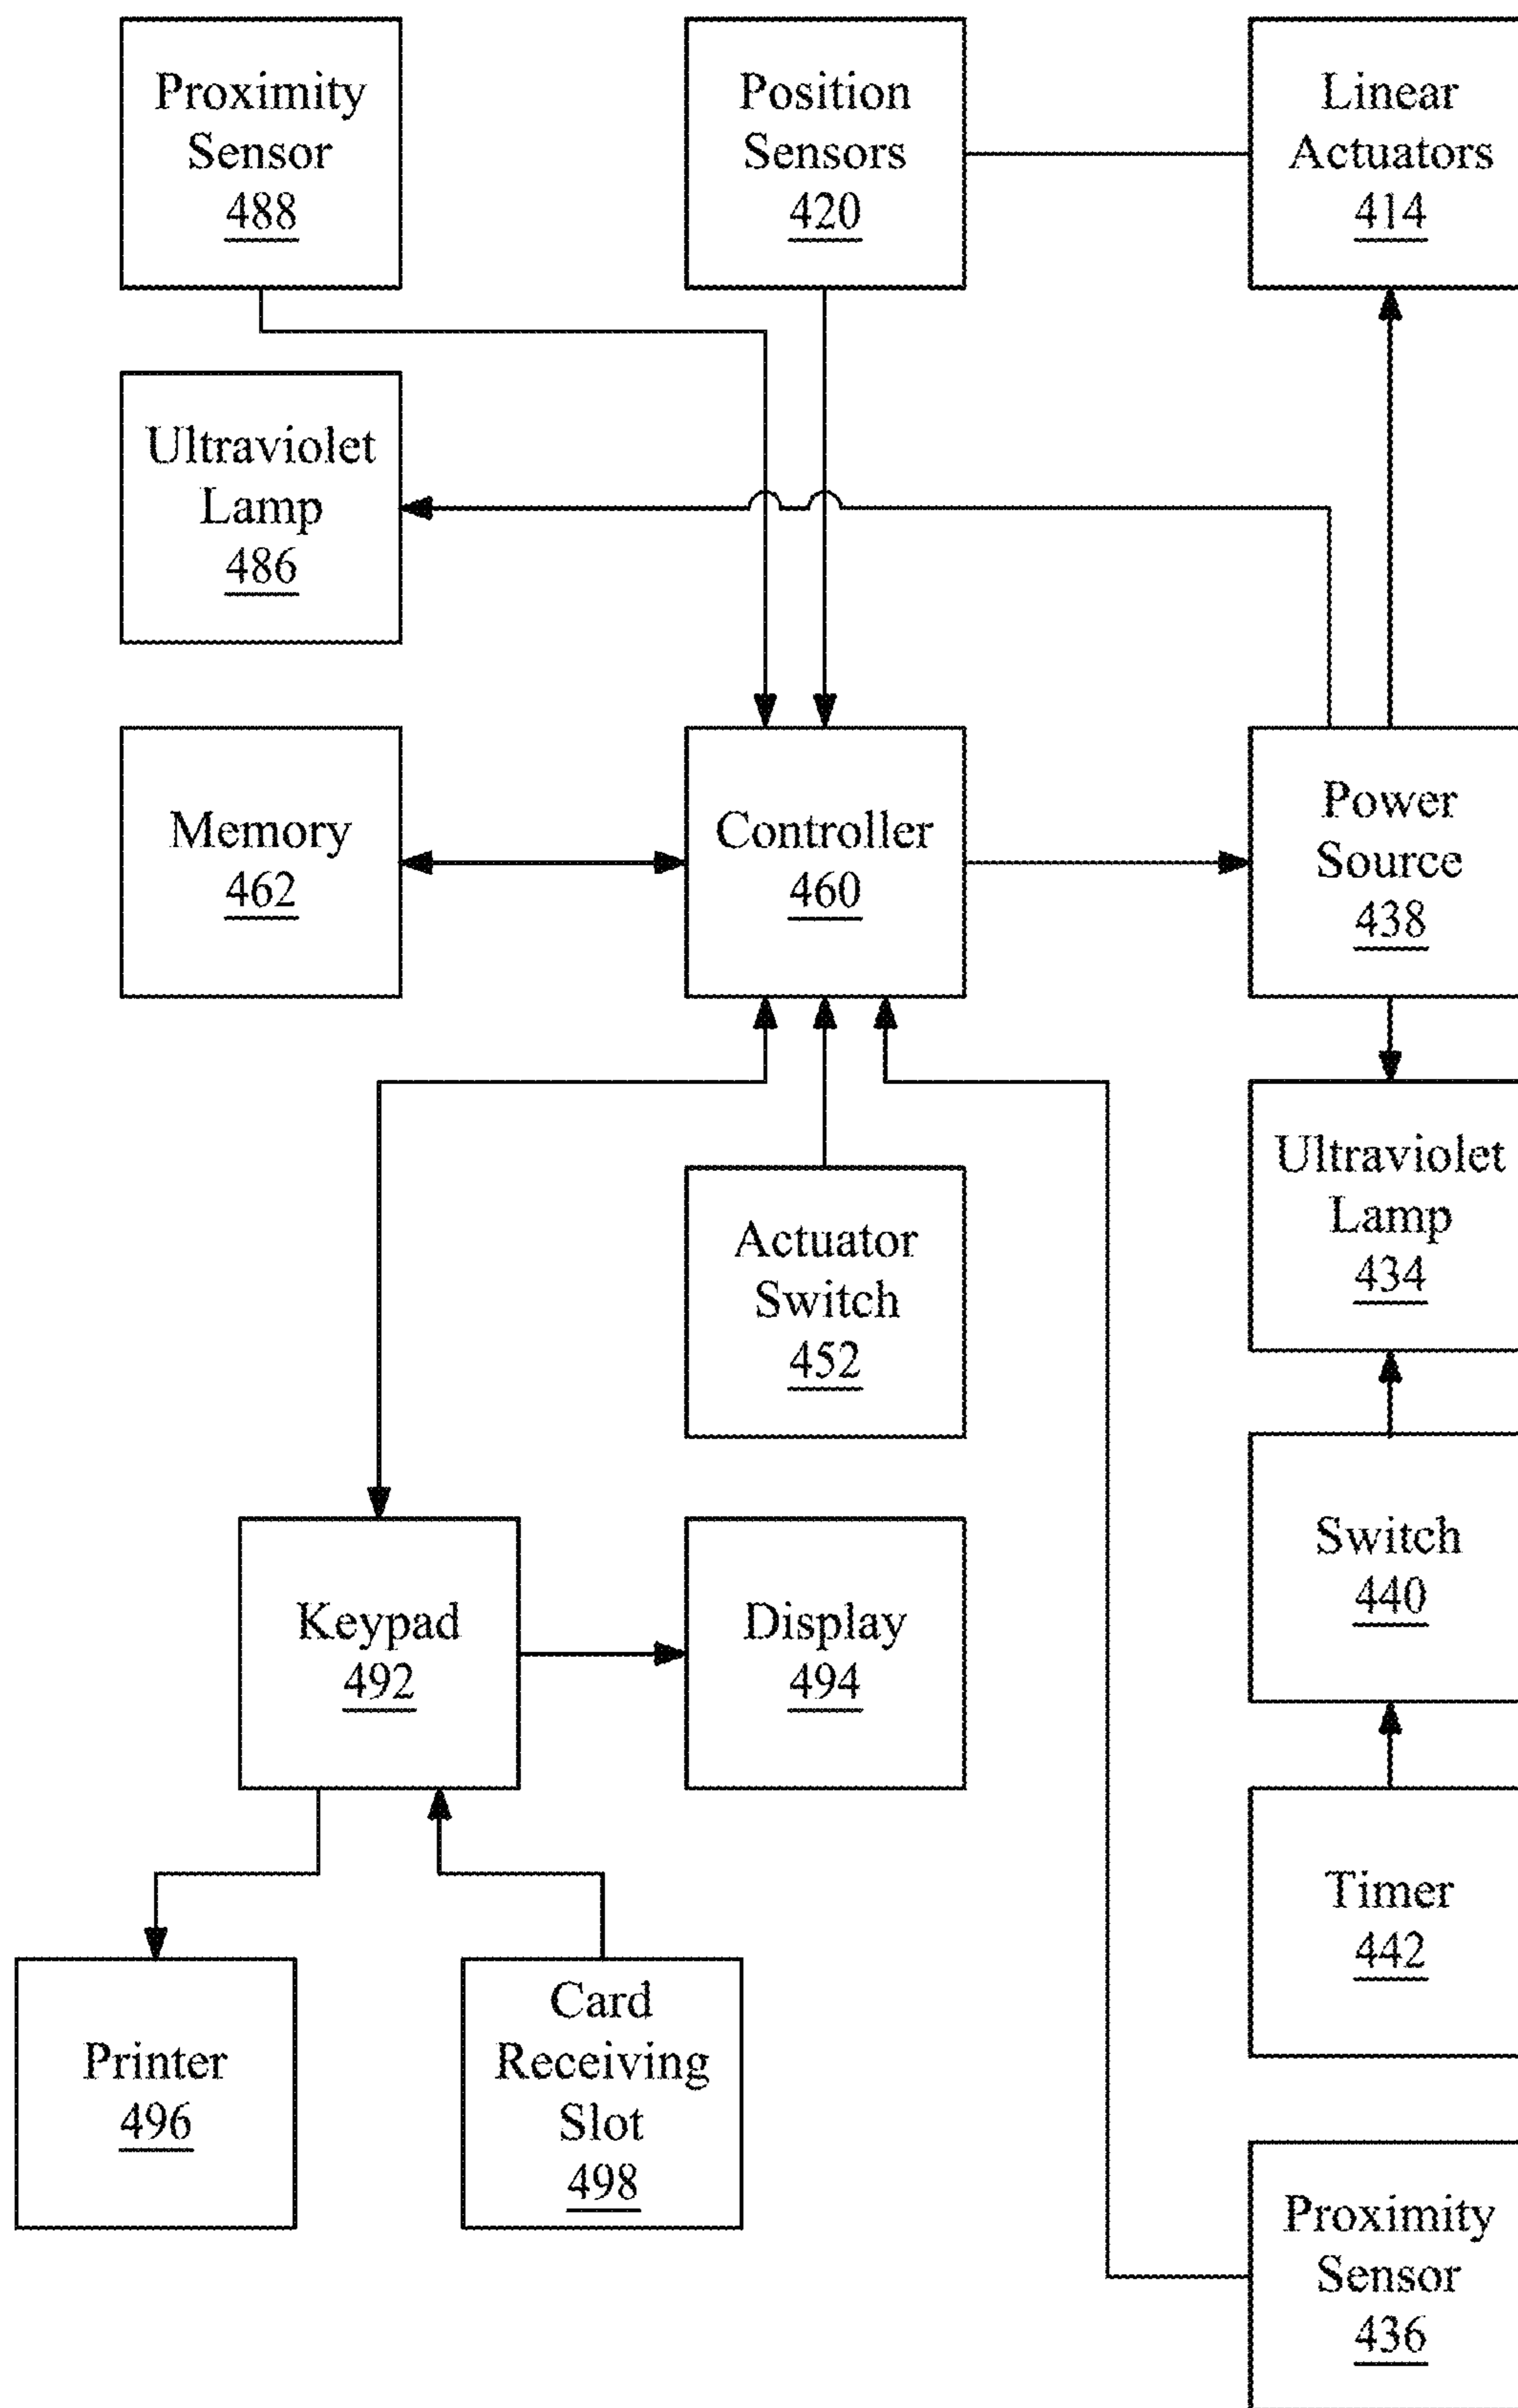 Proximity
Sensor
488
Position
Sensors
420
Linear
Actuators
414
Ultraviolet
Lamp
486
Memory
462
Controller
460
Power
Source
438
Ultraviolet
Lamp
434
Actuator
Switch
452
Switch
440
Keypad
492
Display
494
Timer
442
Printer
496
Card
Receiving
Slot
498
Proximity
Sensor
436